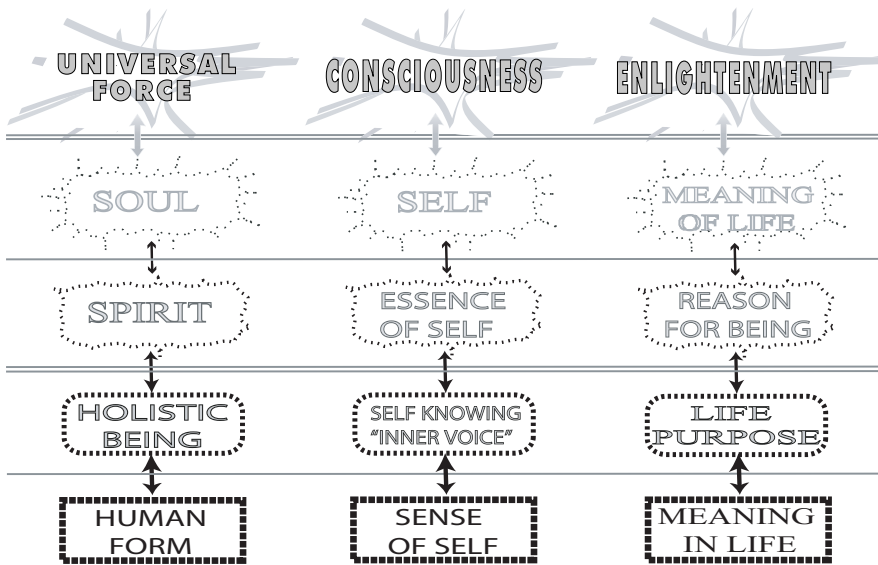 UNIVERSAL
FORCE
CONSCIOUSNESS
ENLIGHTENMENT
SOUL
SELF
MEANING
OF LIFE
SPIRIT
ESSENCE
OF SELF
REASON
FOR BEING
HOLISTIC
BEING
SELF KNOWING
“INNER VOICE”
LIFE
PURPOSE
HUMAN
FORM
SENSE
OF SELF
MEANING
IN LIFE